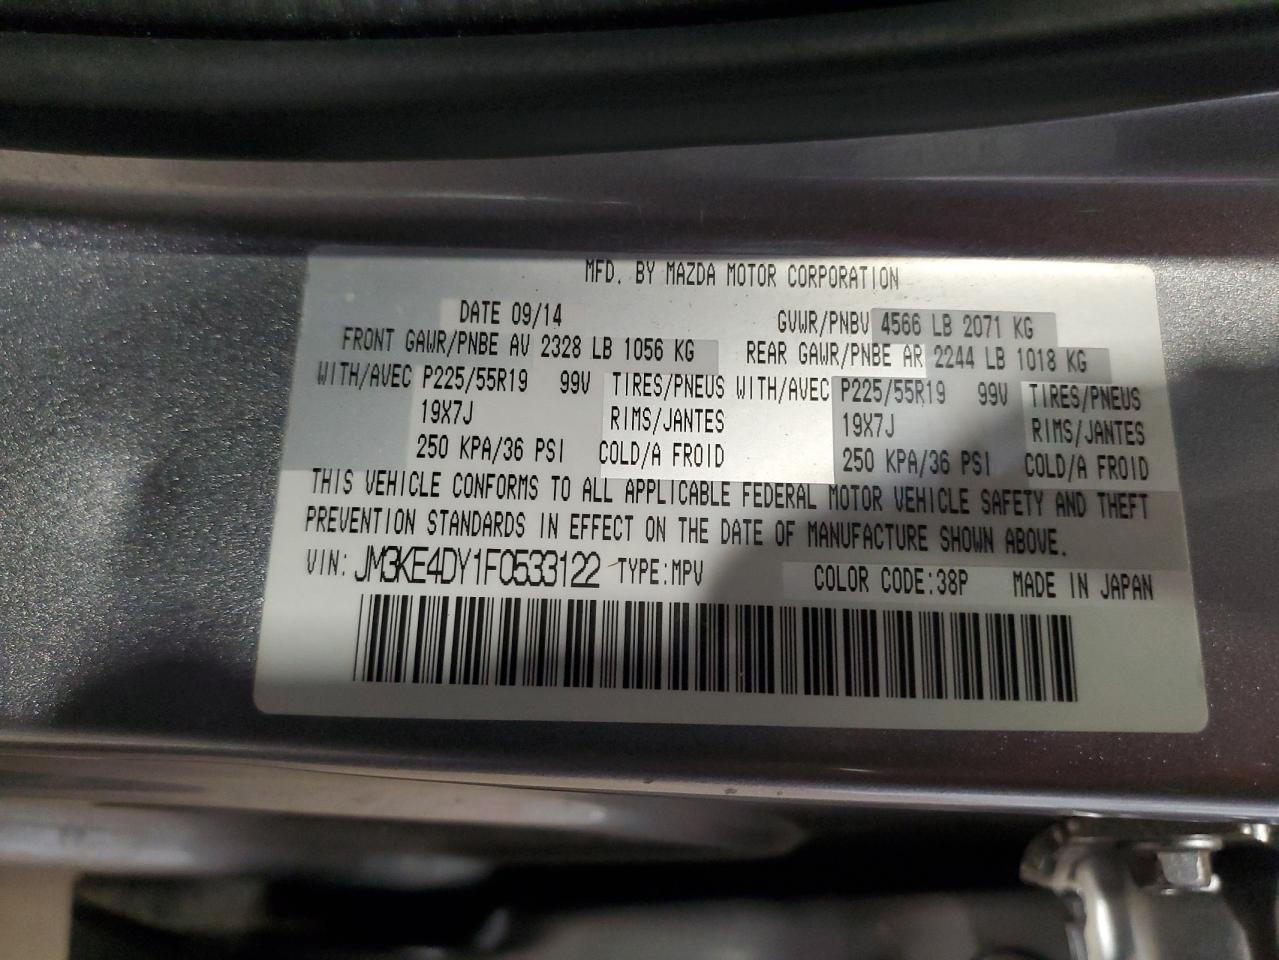 MFD. BY MAZDA MOTOR CORPORATION
DATE 09/14 GVWR/PNBV 4566 LB 2071 KG
FRONT GAWR/PNBE AV 2328 LB 1056 KG REAR GAWR/PNBE AR 2244 LB 1018 KG
WITH/AVEC P225/55R19 99V TIRES/PNEUS WITH/AVEC P225/55R19 99V TIRES/PNEUS
19X7J RIMS/JANTES 19X7J RIMS/JANTES
250 KPA/36 PSI COLD/A FROID 250 KPA/36 PSI COLD/A FROID
THIS VEHICLE CONFORMS TO ALL APPLICABLE FEDERAL MOTOR VEHICLE SAFETY AND THEFT
PREVENTION STANDARDS IN EFFECT ON THE DATE OF MANUFACTURE SHOWN ABOVE.
VIN: JM3KE4DY1F0533122 TYPE:MPV COLOR CODE:38P MADE IN JAPAN